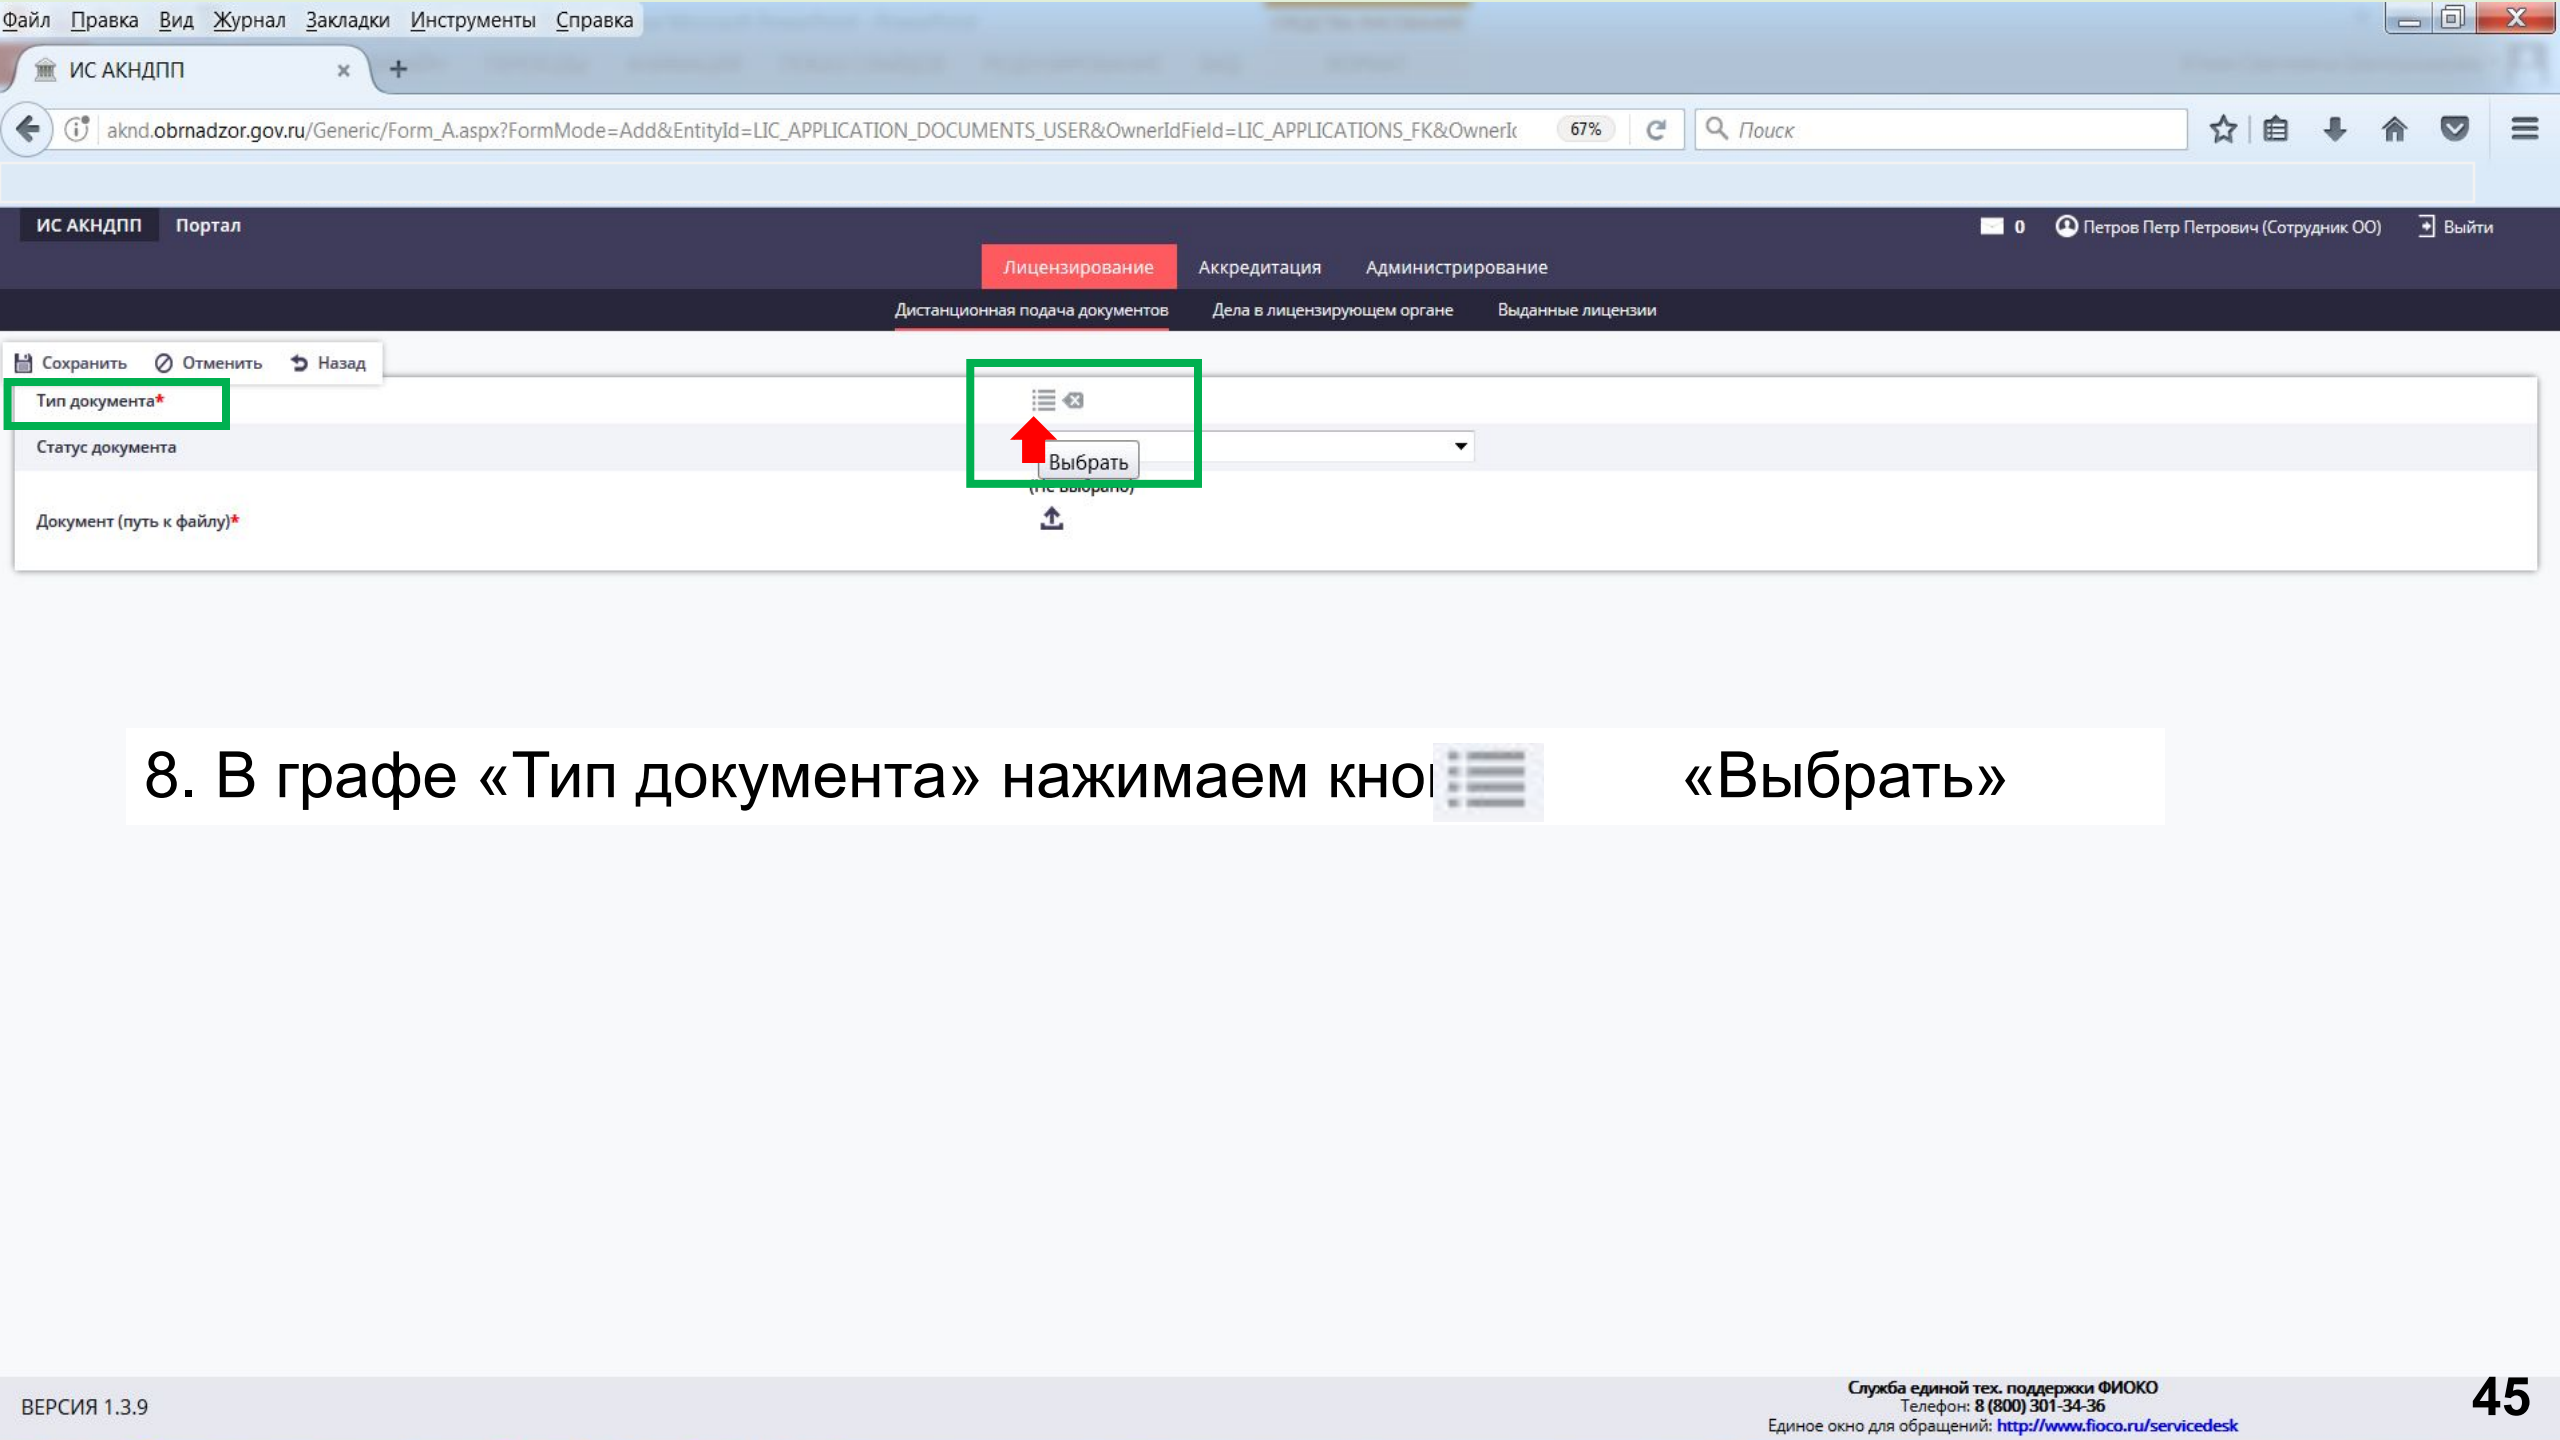 Файл Правка Вид Журнал Закладки Инструменты Справка
ИС АКНДПП
aknd.obrnadzor.gov.ru/Generic/Form_A.aspx?FormMode=Add&EntityId=LIC_APPLICATION_DOCUMENTS_USER&OwnerIdField=LIC_APPLICATIONS_FK&OwnerId 67% Поиск
ИС АКНДПП Портал 0 Петров Петр Петрович (Сотрудник ОО) Выйти
Лицензирование Аккредитация Администрирование
Дистанционная подача документов Дела в лицензирующем органе Выданные лицензии
Сохранить Отменить Назад
Тип документа*
Статус документа
Выбрать
(Не выбрано)
Документ (путь к файлу)*
8. В графе «Тип документа» нажимаем кно «Выбрать»
ВЕРСИЯ 1.3.9
Служба единой тех. поддержки ФИОКО
Телефон: 8 (800) 301-34-36
Единое окно для обращений: http://www.fioco.ru/servicedesk
45